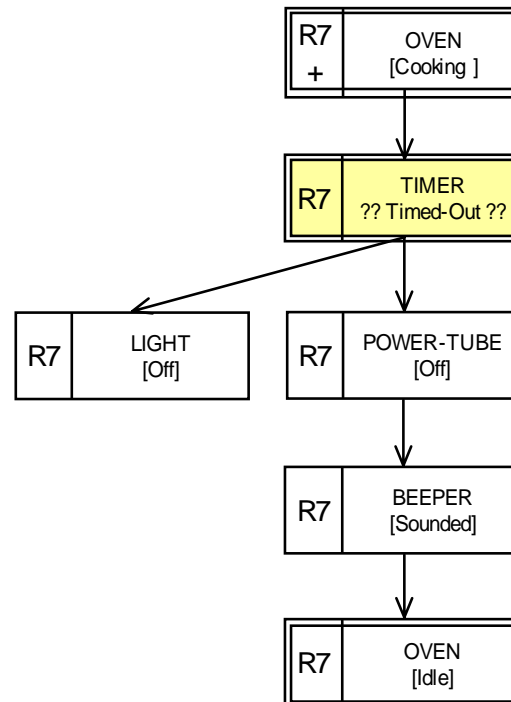 R7
+
OVEN
[Cooking ]
R7
TIMER
?? Timed-Out ??
R7
LIGHT
[Off]
R7
POWER-TUBE
[Off]
R7
BEEPER
[Sounded]
R7
OVEN
[Idle]